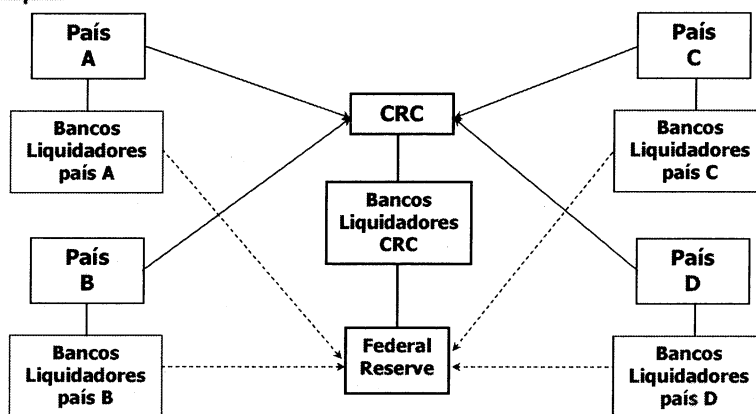 País
A
Bancos
Liquidadores
país A
País
B
Bancos
Liquidadores
país B
CRC
Bancos
Liquidadores
CRC
Federal
Reserve
País
C
Bancos
Liquidadores
país C
País
D
Bancos
Liquidadores
país D